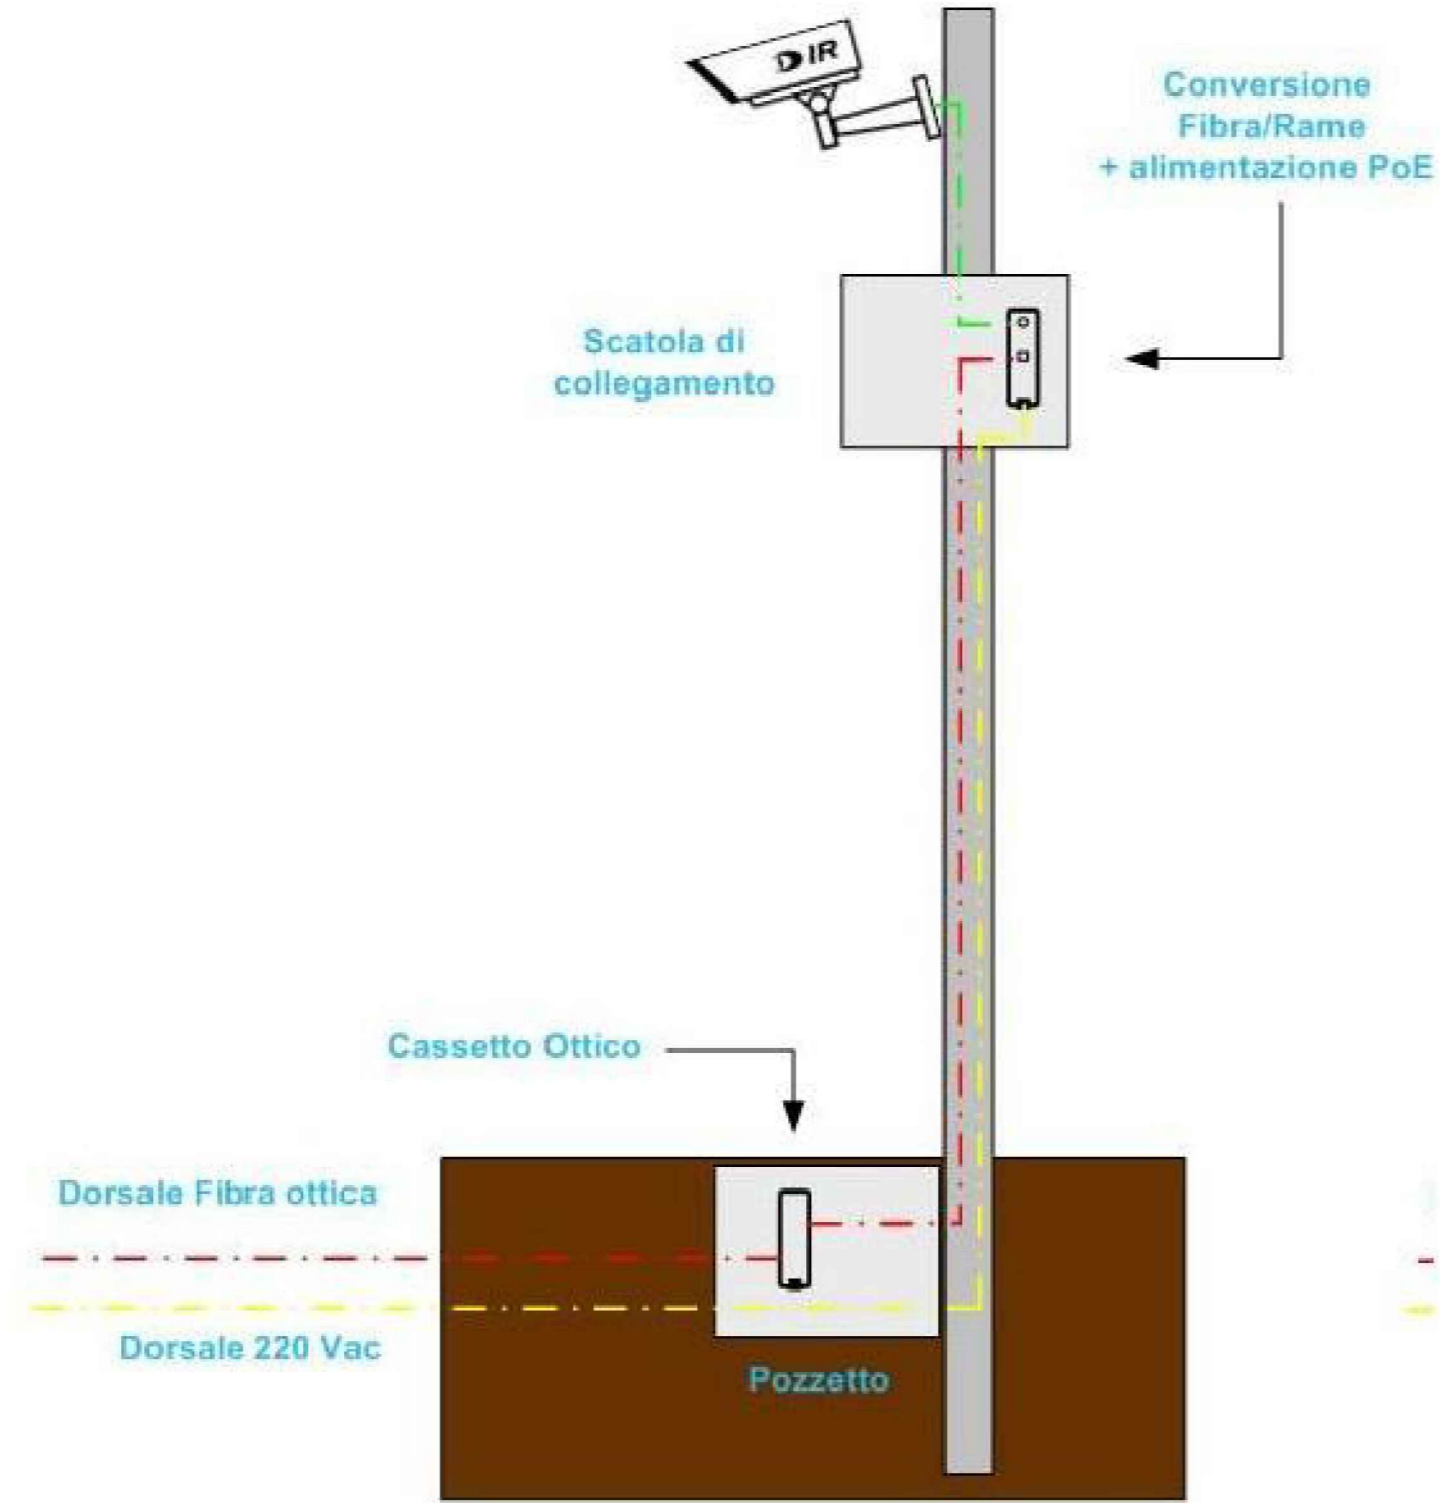 IR
Conversione
Fibra/Rame
+ alimentazione PoE
Scatola di
collegamento
Cassetto Ottico
Dorsale Fibra ottica
Dorsale 220 Vac
Pozzetto